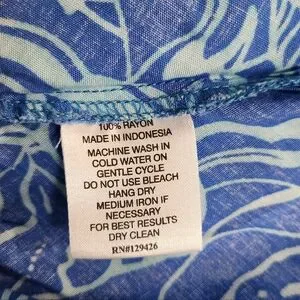 100% RAYON
MADE IN INDONESIA
MACHINE WASH IN
COLD WATER ON
GENTLE CYCLE
DO NOT USE BLEACH
HANG DRY
MEDIUM IRON IF
NECESSARY
FOR BEST RESULTS
DRY CLEAN
RN#129426